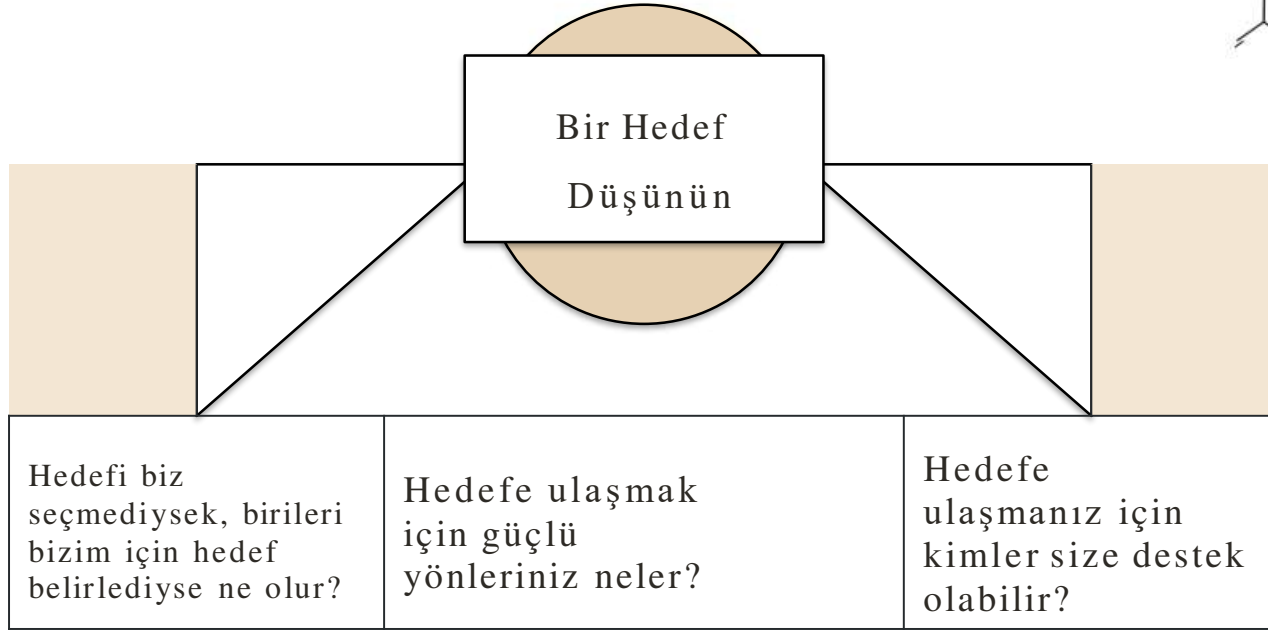 Bir Hedef
Düşünün
Hedefi biz
seçmediysek, birileri
bizim için hedef
belirlediyse ne olur?
Hedefe ulaşmak
için güçlü
yönleriniz neler?
Hedefe
ulaşmanız için
kimler size destek
olabilir?